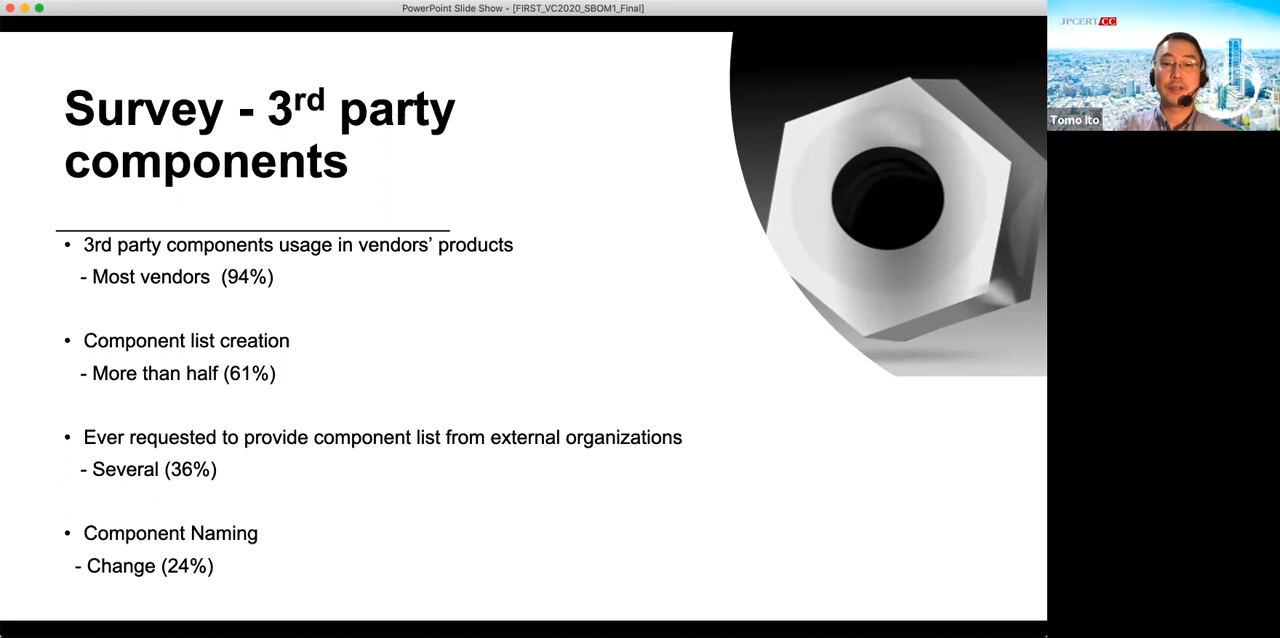 PowerPoint Slide Show - [FIRST_VC2020_SBOM1_Final]
JPCERT CC
Tomo Ito
Survey - 3rd party
components
• 3rd party components usage in vendors’ products
- Most vendors (94%)
• Component list creation
- More than half (61%)
• Ever requested to provide component list from external organizations
- Several (36%)
• Component Naming
- Change (24%)